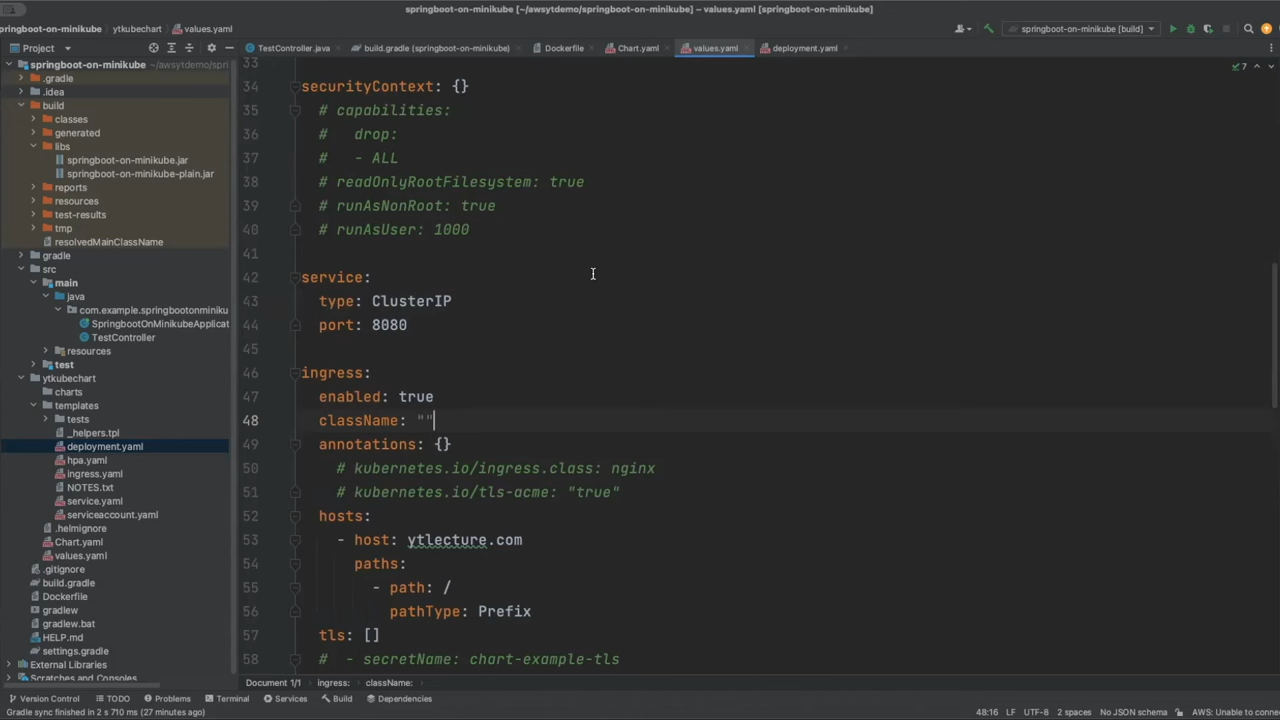 springboot-on-minikube [~/awsytdemo/springboot-on-minikube] – values.yaml [springboot-on-minikube]
springboot-on-minikube
ytkubechart
values.yaml
springboot-on-minikube [build]
Project
TestController.java
build.gradle (springboot-on-minikube)
Dockerfile
Chart.yaml
values.yaml
deployment.yaml
springboot-on-minikube ~/awsytdemo/spri
.gradle
.idea
build
classes
generated
libs
springboot-on-minikube.jar
springboot-on-minikube-plain.jar
reports
resources
test-results
tmp
resolvedMainClassName
gradle
src
main
java
com.example.springbootonminiku
SpringbootOnMinikubeApplicat
TestController
resources
test
ytkubechart
charts
templates
tests
_helpers.tpl
deployment.yaml
hpa.yaml
ingress.yaml
NOTES.txt
service.yaml
serviceaccount.yaml
.helmignore
Chart.yaml
values.yaml
.gitignore
build.gradle
Dockerfile
gradlew
gradlew.bat
HELP.md
settings.gradle
External Libraries
Scratches and Consoles
33
34 securityContext: {}
35 # capabilities:
36 #   drop:
37 #   - ALL
38 # readOnlyRootFilesystem: true
39 # runAsNonRoot: true
40 # runAsUser: 1000
41
42 service:
43 type: ClusterIP
44 port: 8080
45
46 ingress:
47 enabled: true
48 className: ""
49 annotations: {}
50 # kubernetes.io/ingress.class: nginx
51 # kubernetes.io/tls-acme: "true"
52 hosts:
53 - host: ytlecture.com
54 paths:
55 - path: /
56 pathType: Prefix
57 tls: []
58 #  - secretName: chart-example-tls
7
Document 1/1
ingress:
className:
Version Control
TODO
Problems
Terminal
Services
Build
Dependencies
Gradle sync finished in 2 s 710 ms (27 minutes ago)
48:16 LF UTF-8 2 spaces No JSON schema AWS: Unable to conne